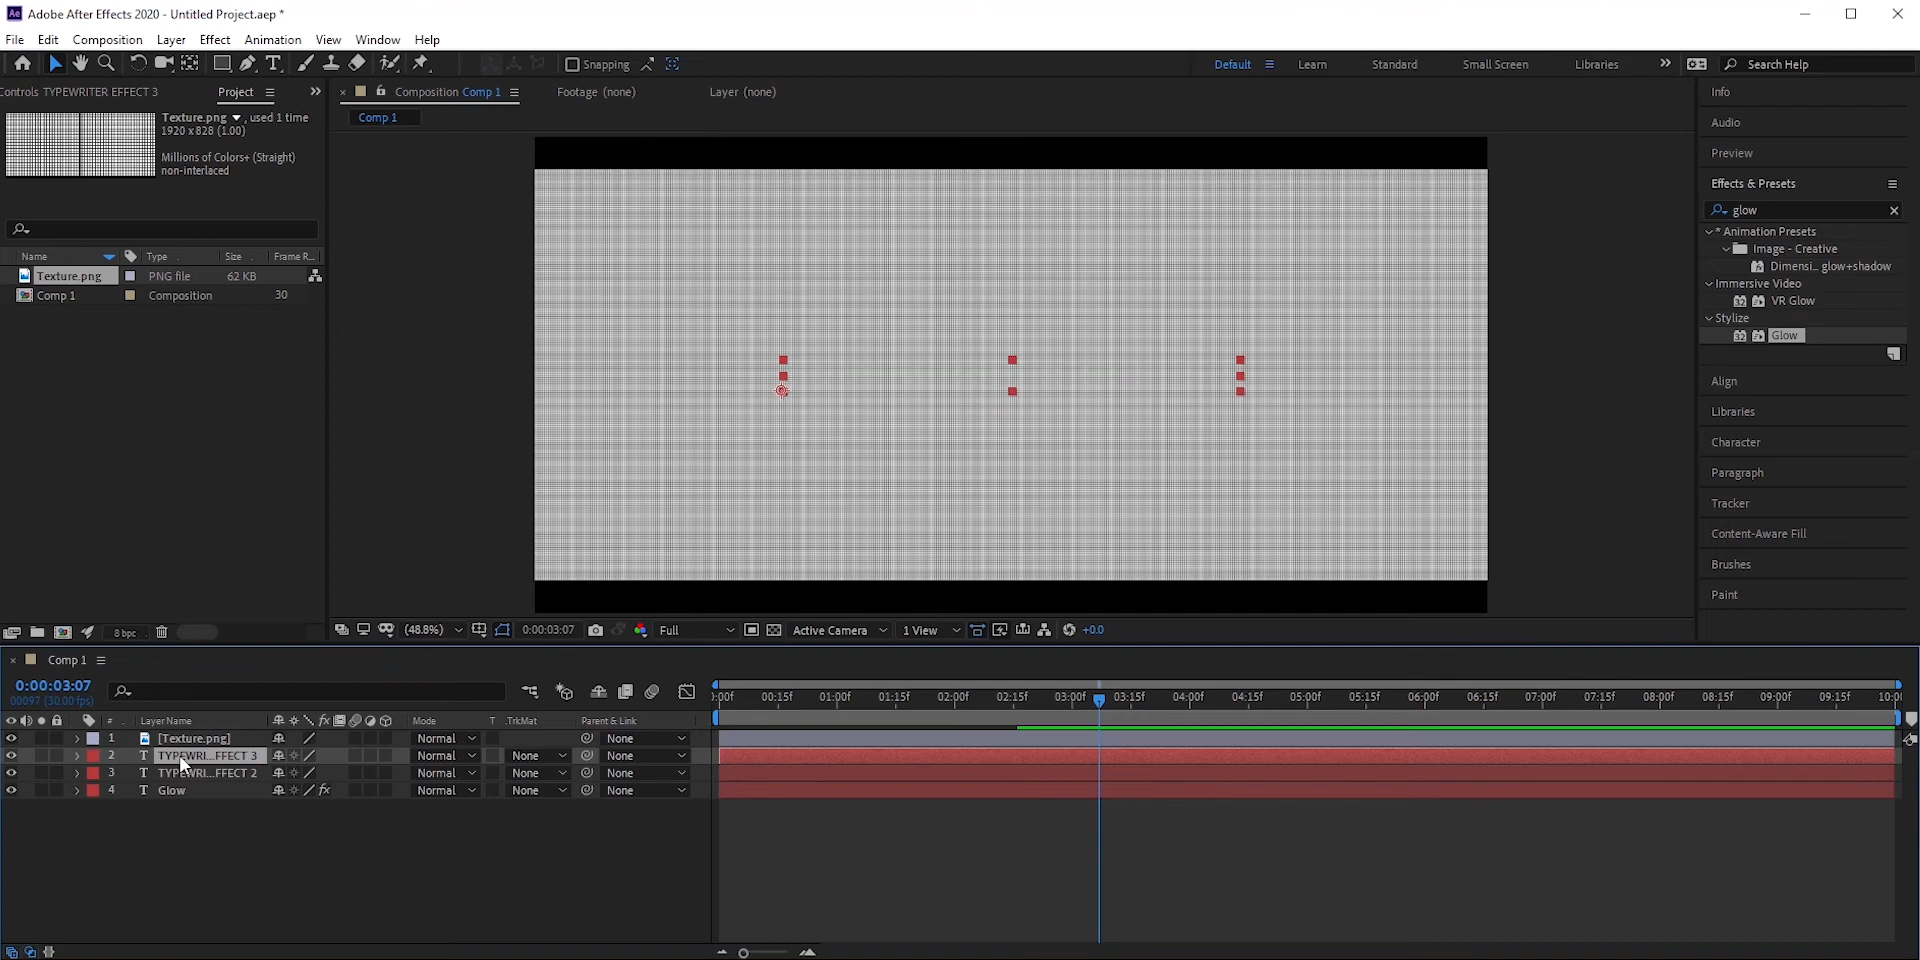 Adobe After Effects 2020 - Untitled Project.aep *
File Edit Composition Layer Effect Animation View Window Help
Snapping
Default Learn Standard Small Screen Libraries Search Help
Controls TYPEWRITER EFFECT 3 Project
Composition Comp 1 Footage (none) Layer (none)
Comp 1
Texture.png , used 1 time
1920 x 828 (1.00)
Millions of Colors+ (Straight)
non-interlaced
Name Type Size Frame R...
Texture.png PNG file 62 KB
Comp 1 Composition 30
Info
Audio
Preview
Effects & Presets
glow
* Animation Presets
Image - Creative
Dimensi... glow+shadow
Immersive Video
32 VR Glow
Stylize
32 Glow
Align
Libraries
Character
Paragraph
Tracker
Content-Aware Fill
Brushes
Paint
8 bpc
(48.8%) 0:00:03:07 Full Active Camera 1 View +0.0
Comp 1
0:00:03:07
00097 (30.00 fps)
:00f 00:15f 01:00f 01:15f 02:00f 02:15f 03:00f 03:15f 04:00f 04:15f 05:00f 05:15f 06:00f 06:15f 07:00f 07:15f 08:00f 08:15f 09:00f 09:15f 10:00
# Layer Name fx Mode T .TrkMat Parent & Link
1 [Texture.png] Normal None
2 T TYPEWRI...FFECT 3 Normal None None
3 T TYPEWRI...FFECT 2 Normal None None
4 T Glow fx Normal None None